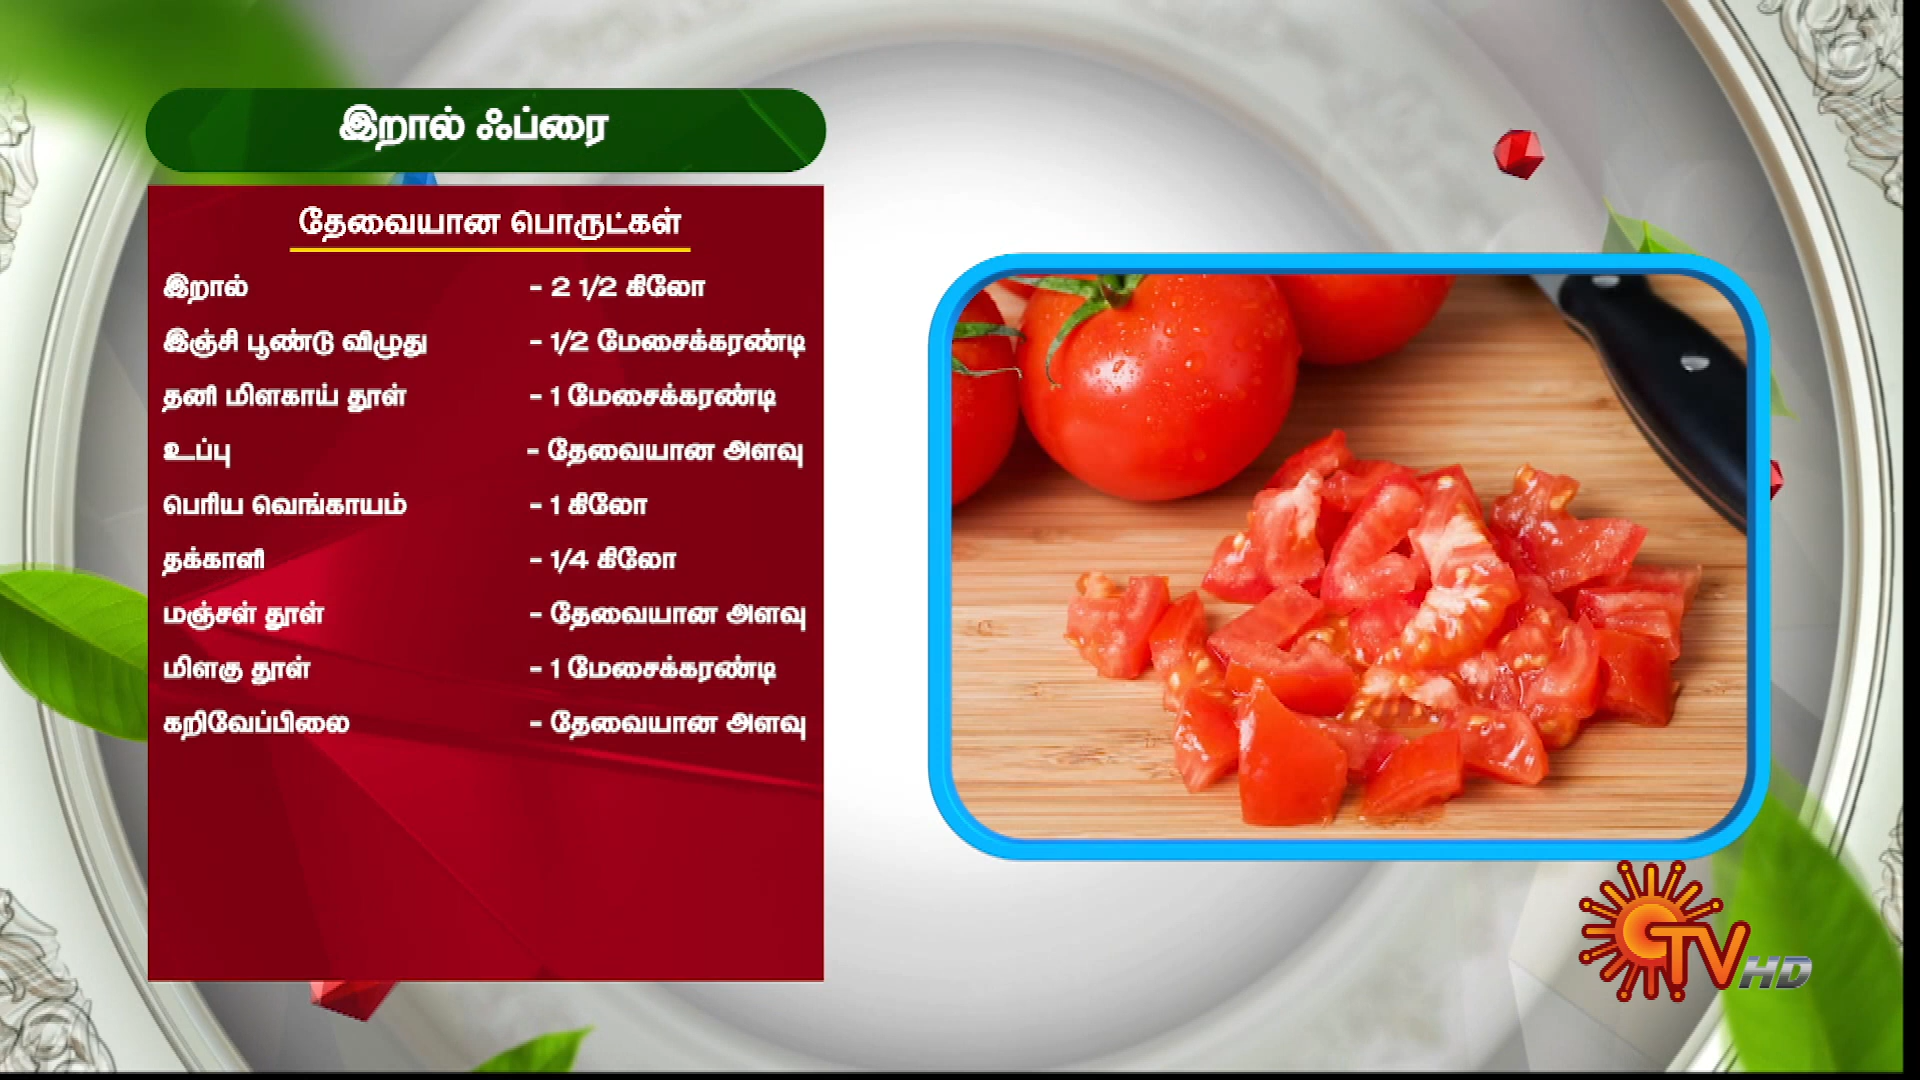 இறால் ஃப்ரை
தேவையான பொருட்கள்
இறால் - 2 1/2 கிலோ
இஞ்சி பூண்டு விழுது - 1/2 மேசைக்கரண்டி
தனி மிளகாய் தூள் - 1 மேசைக்கரண்டி
உப்பு - தேவையான அளவு
பெரிய வெங்காயம் - 1 கிலோ
தக்காளி - 1/4 கிலோ
மஞ்சள் தூள் - தேவையான அளவு
மிளகு தூள் - 1 மேசைக்கரண்டி
கறிவேப்பிலை - தேவையான அளவு
TV HD